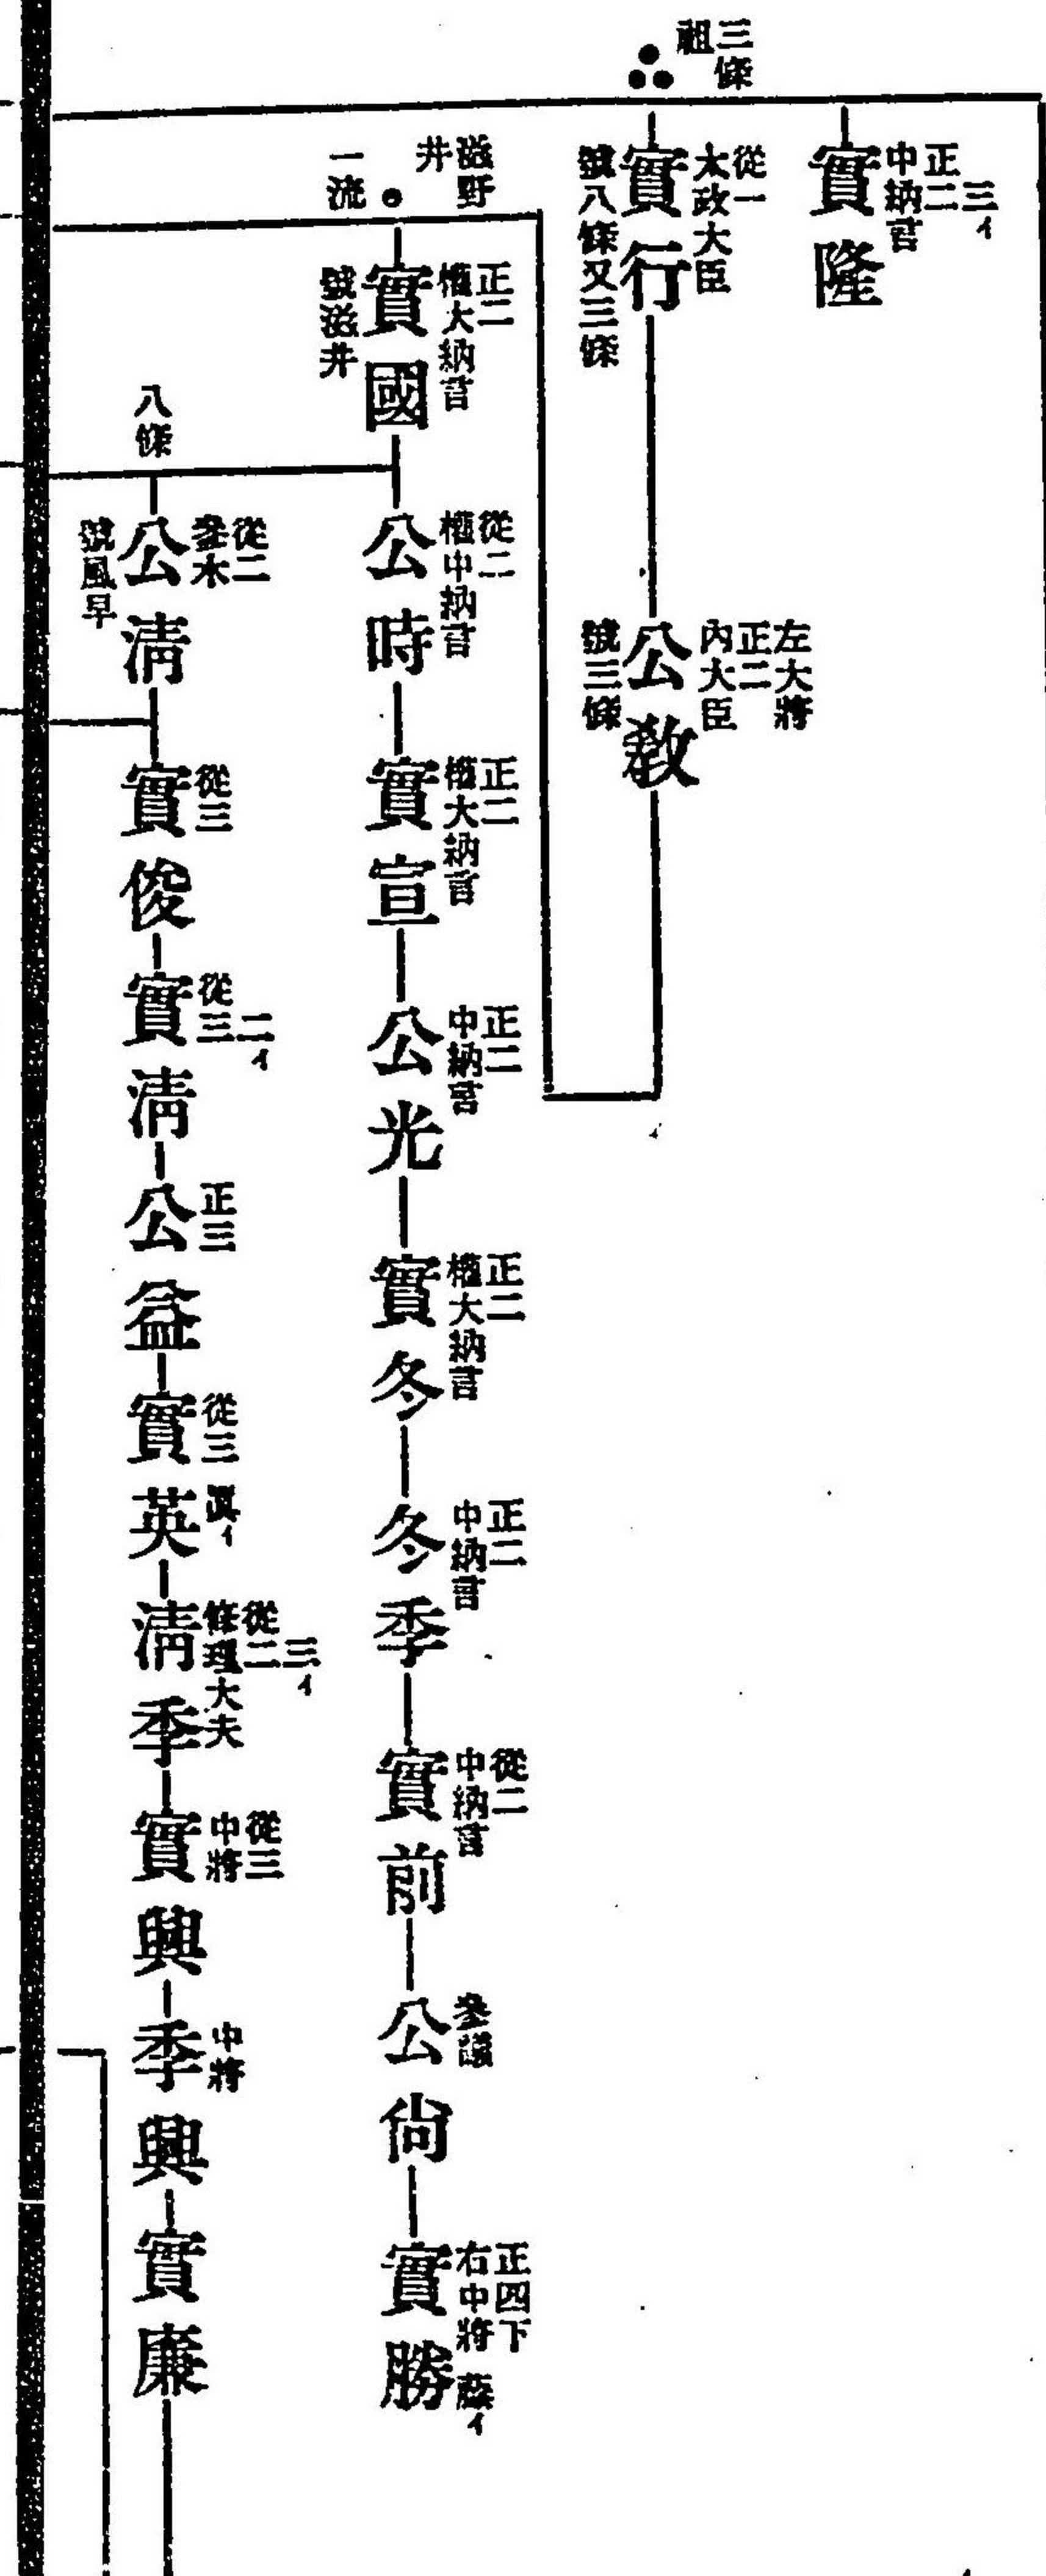 三イ
正二
中納言
實隆
三條
祖
從一
太政大臣
實行
號八條又三條
左大將
正二
內大臣
公敎
號三條
滋野
井
一流
正二
權大納言
實國
號滋井
從二
權中納言
公時
正二
權大納言
實宣
正二
中納言
公光
正二
權大納言
實冬
正二
中納言
冬季
從二
中納言
實前
參議
公尙
正四下
右中將
實勝
藤イ
八條
從二
參木
公淸
號風早
從三
實俊
二イ
從三
實淸
正三
公益
從三
實英
三イ
從二
修理大夫
淸季
從三
中將
實興
中將
季興
實廉